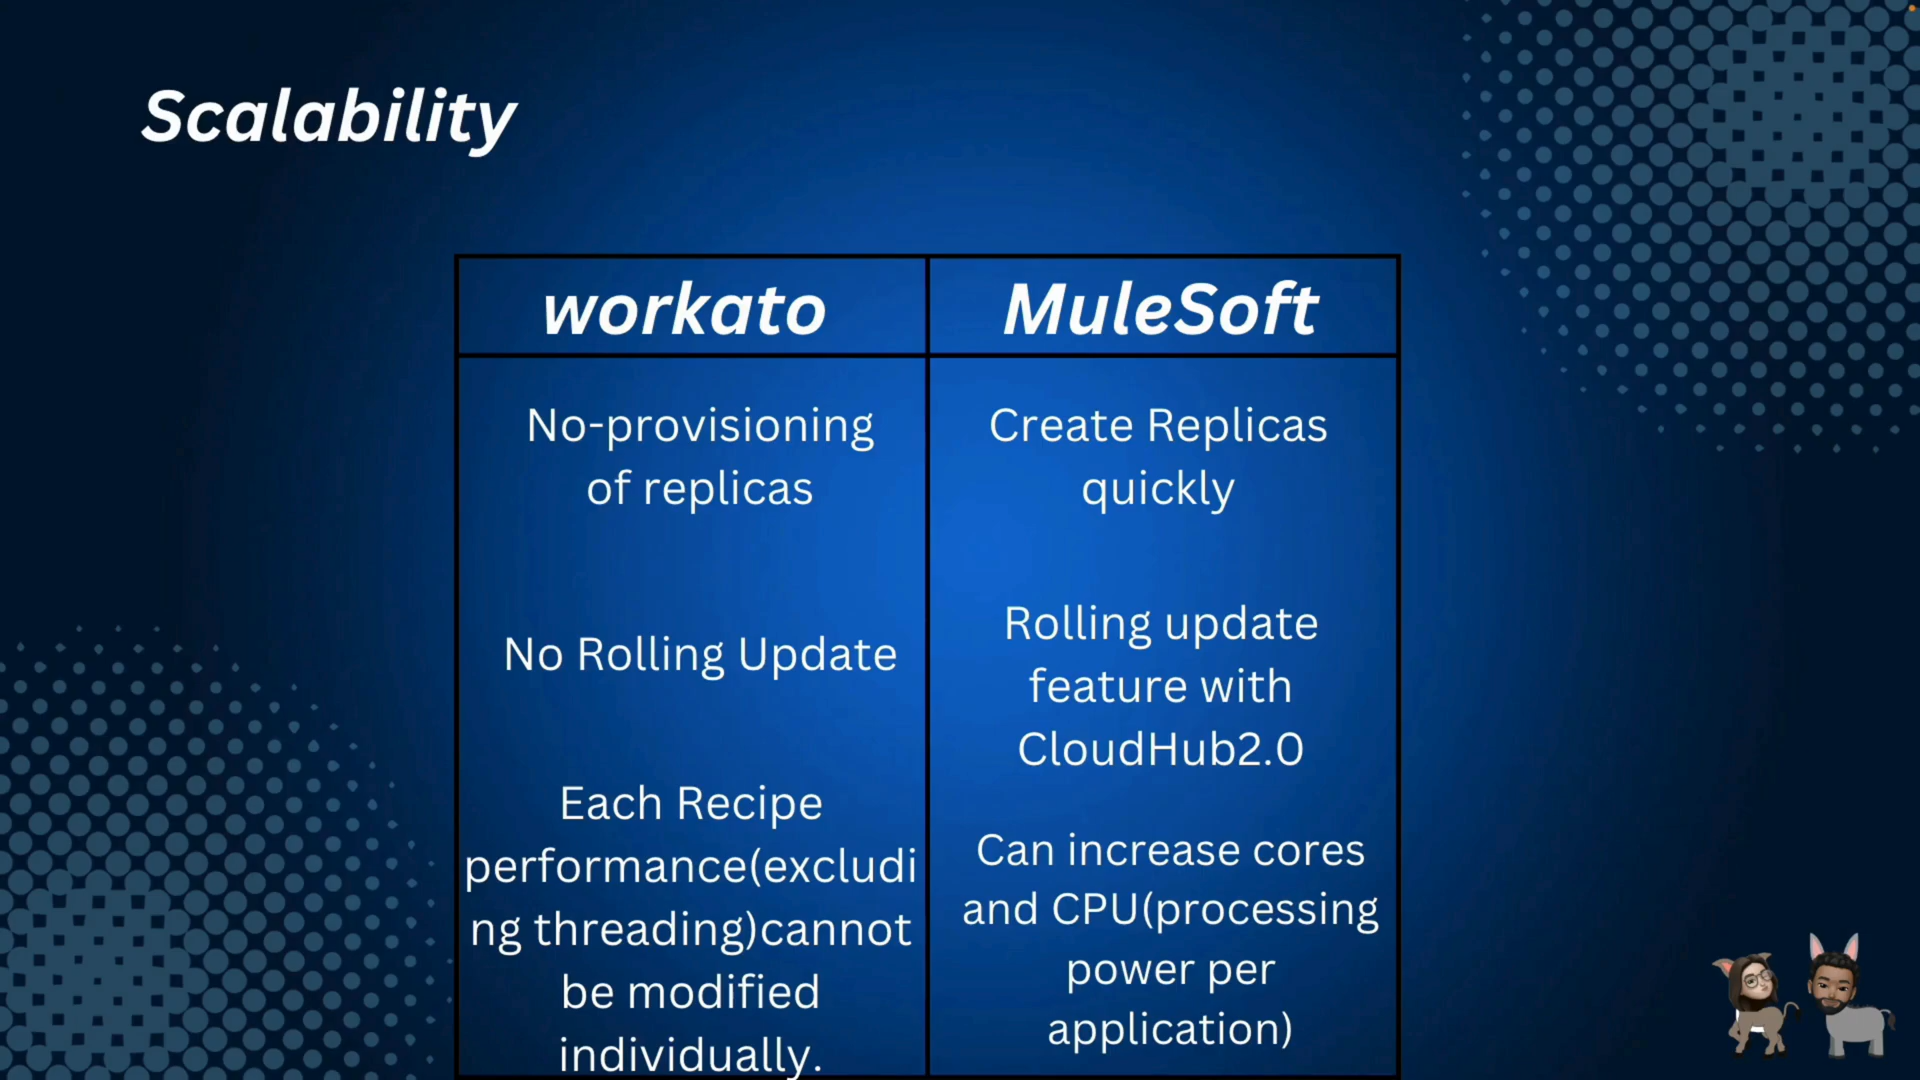 Scalability
workato
MuleSoft
No-provisioning
of replicas
Create Replicas
quickly
No Rolling Update
Rolling update
feature with
CloudHub2.0
Each Recipe
performance(excludi
ng threading)cannot
be modified
individually.
Can increase cores
and CPU(processing
power per
application)